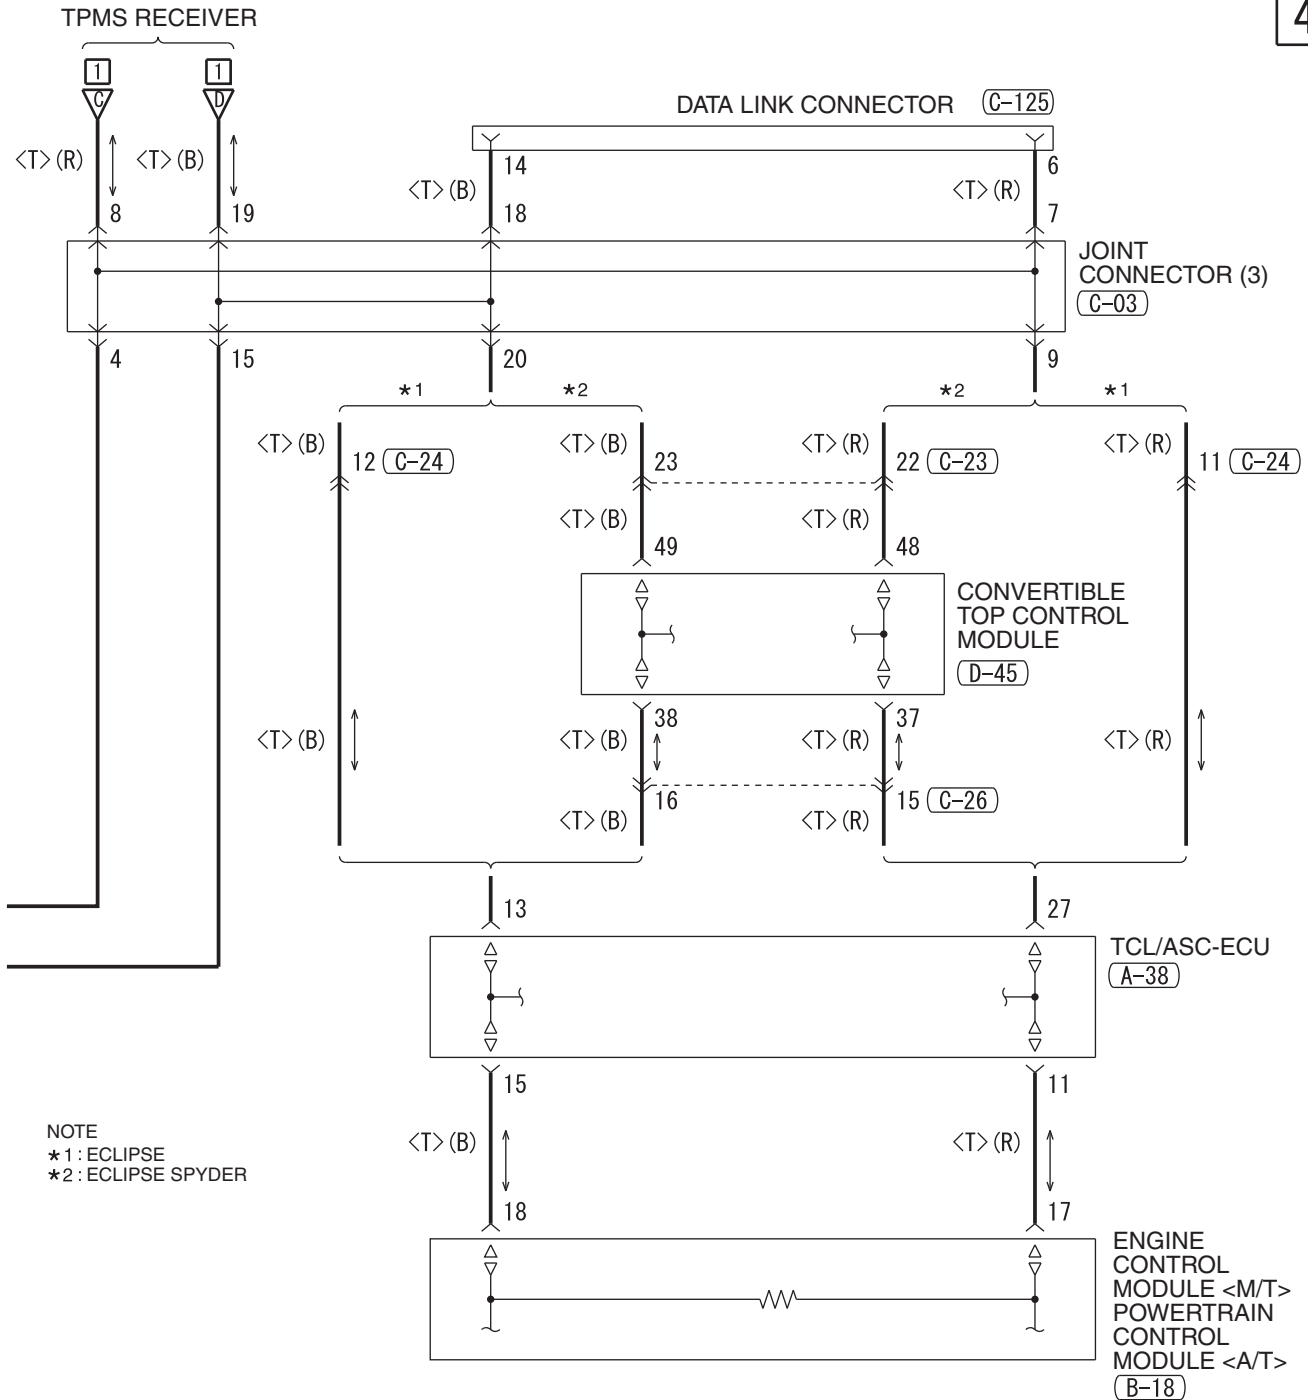 TPMS RECEIVER
4
1 1
C D
DATA LINK CONNECTOR C-125
<T>(R) <T>(B)
14 6
<T>(B) <T>(R)
8 19 18 7
JOINT
CONNECTOR (3)
C-03
4 15 20 9
*1 *2 *2 *1
<T>(B) <T>(B) <T>(R) <T>(R)
12 C-24 23 22 C-23 11 C-24
<T>(B) <T>(R)
49 48
CONVERTIBLE
TOP CONTROL
MODULE
D-45
38 37
<T>(B) <T>(B) <T>(R) <T>(R)
16 15 C-26
<T>(B) <T>(R)
13 27
TCL/ASC-ECU
A-38
15 11
NOTE
*1 : ECLIPSE
*2 : ECLIPSE SPYDER
<T>(B) <T>(R)
18 17
ENGINE
CONTROL
MODULE <M/T>
POWERTRAIN
CONTROL
MODULE <A/T>
B-18